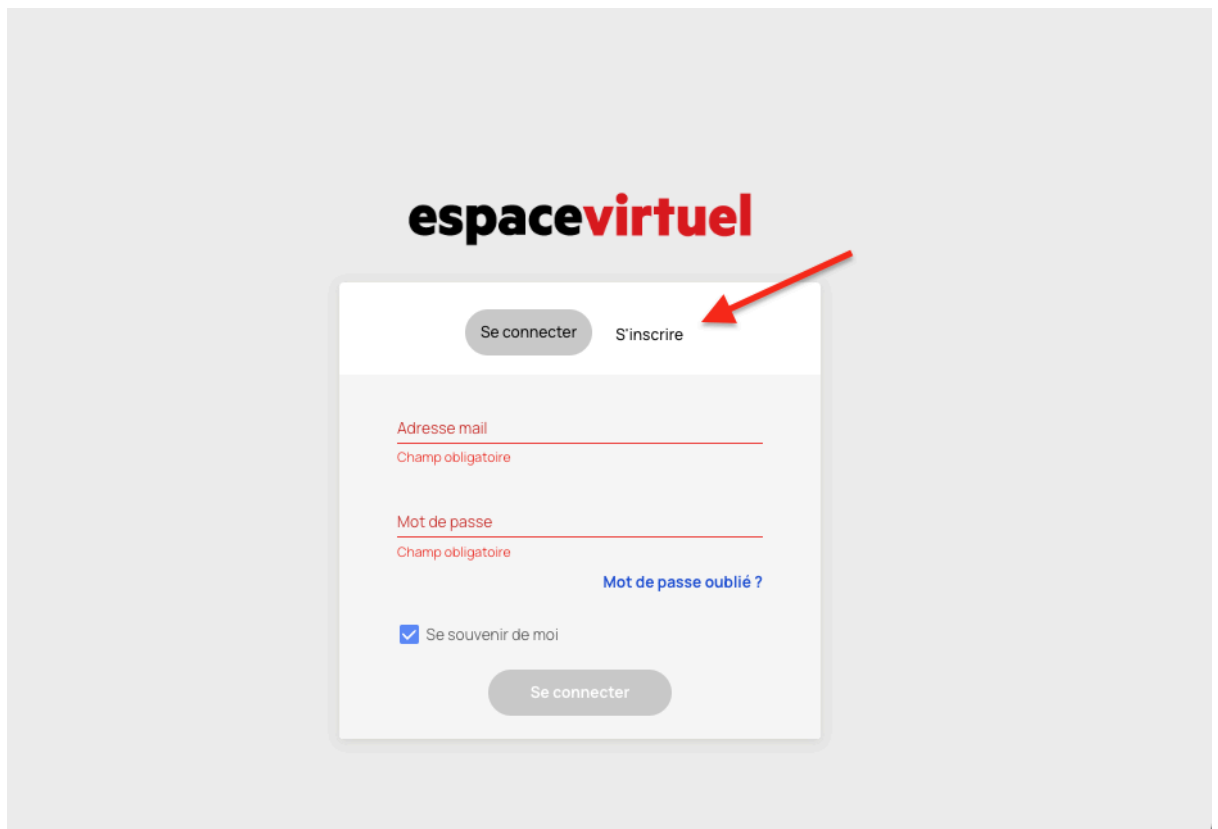 espacevirtuel
Se connecter S'inscrire
Adresse mail
Champ obligatoire
Mot de passe
Champ obligatoire
Mot de passe oublié ?
Se souvenir de moi
Se connecter